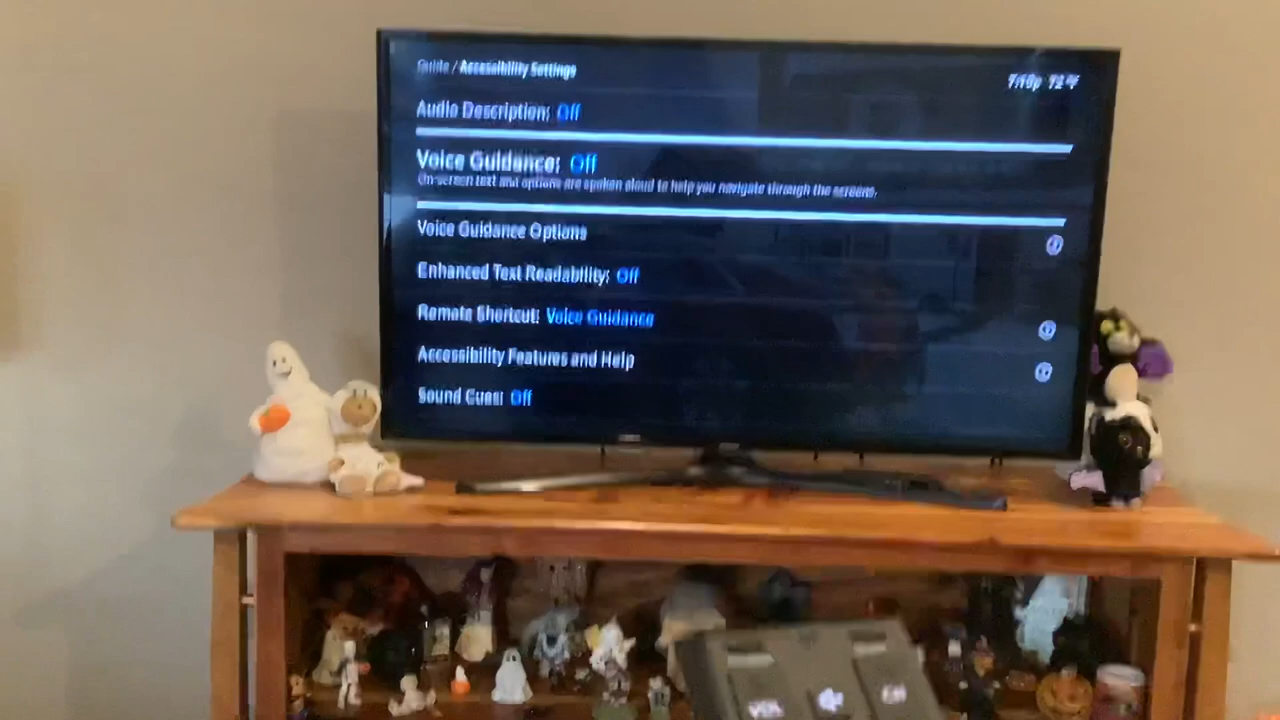 Guide / Accessibility Settings
7:10p 72°F
Audio Description: Off
Voice Guidance: Off
On-screen text and options are spoken aloud to help you navigate through the screens.
Voice Guidance Options
Enhanced Text Readability: Off
Remote Shortcut: Voice Guidance
Accessibility Features and Help
Sound Cues: Off
VOL
CH